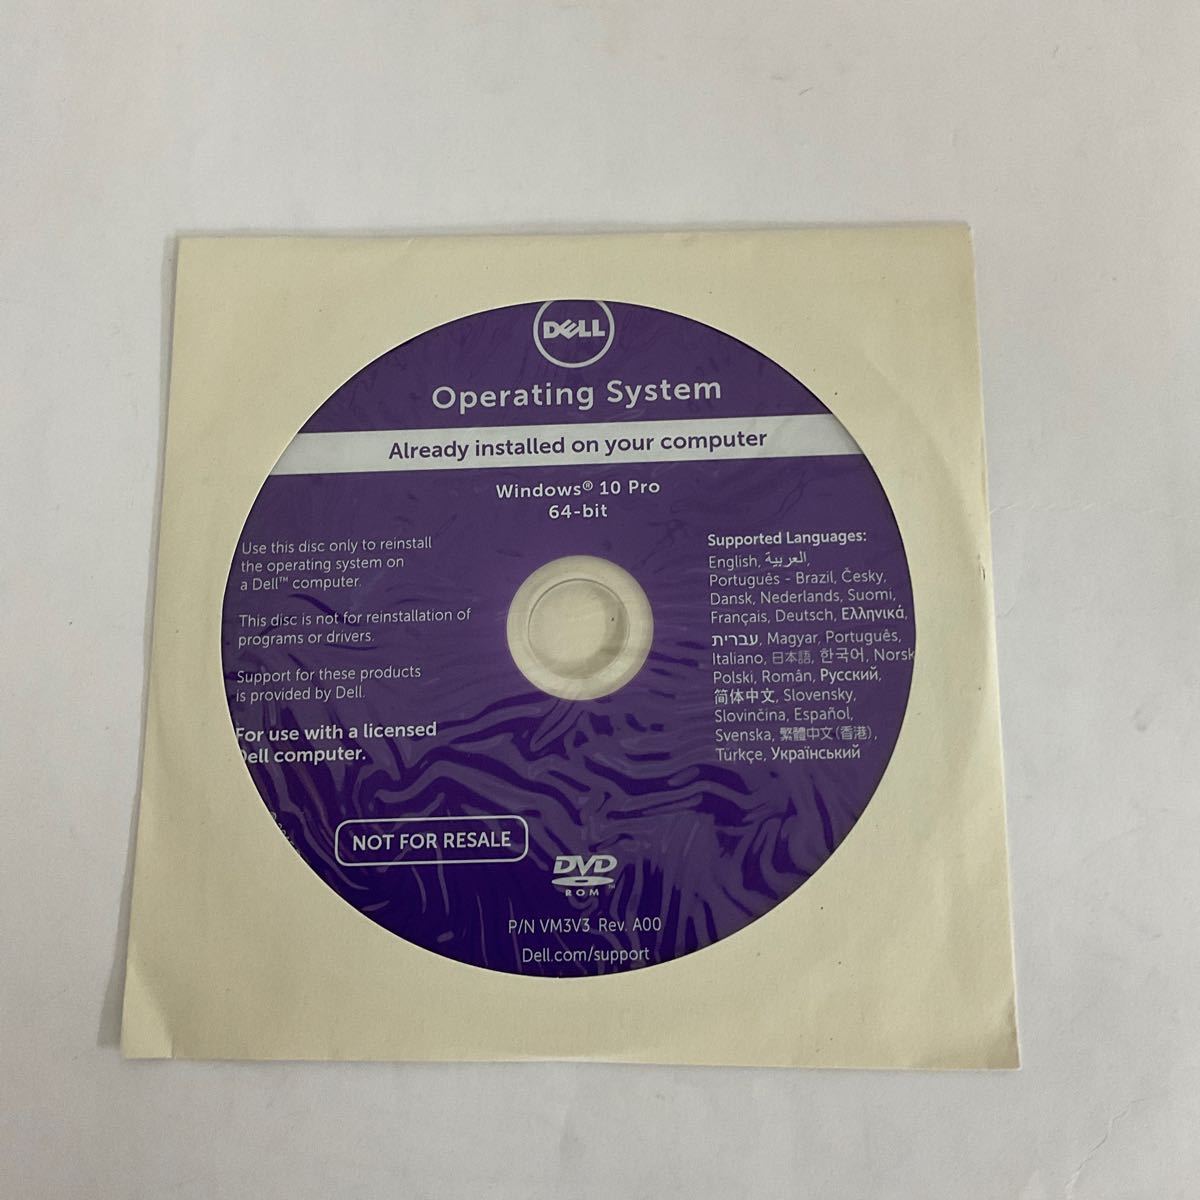 DELL
Operating System
Already installed on your computer
Windows® 10 Pro
64-bit
Use this disc only to reinstall
the operating system on
a Dell™ computer.
This disc is not for reinstallation of
programs or drivers.
Support for these products
is provided by Dell.
For use with a licensed
Dell computer.
Supported Languages:
English, العربية,
Português - Brazil, Česky,
Dansk, Nederlands, Suomi,
Français, Deutsch, Ελληνικά,
עברית, Magyar, Português,
Italiano, 日本語, 한국어, Norsk
Polski, Român, Русский,
简体中文, Slovensky,
Slovinčina, Español,
Svenska, 繁體中文(香港),
Türkçe, Український
NOT FOR RESALE
DVD
ROM™
P/N VM3V3 Rev. A00
Dell.com/support